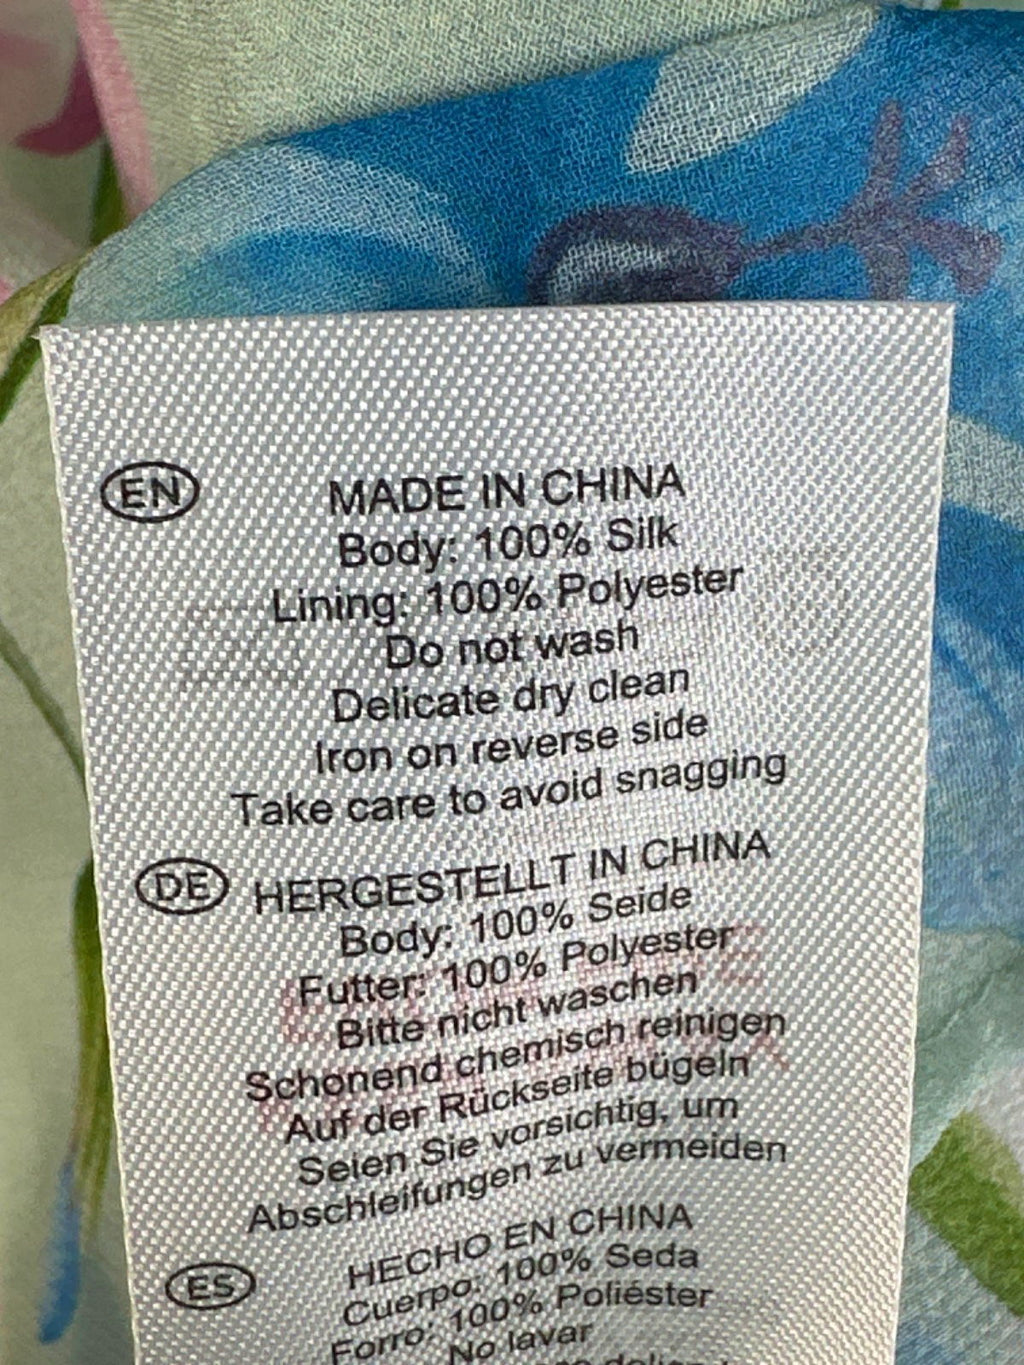 EN
MADE IN CHINA
Body: 100% Silk
Lining: 100% Polyester
Do not wash
Delicate dry clean
Iron on reverse side
Take care to avoid snagging
DE
HERGESTELLT IN CHINA
Body: 100% Seide
Futter: 100% Polyester
Bitte nicht waschen
Schonend chemisch reinigen
Auf der Rückseite bügeln
Seien Sie vorsichtig, um
Abschleifungen zu vermeiden
ES
HECHO EN CHINA
Cuerpo: 100% Seda
Forro: 100% Poliéster
No lavar